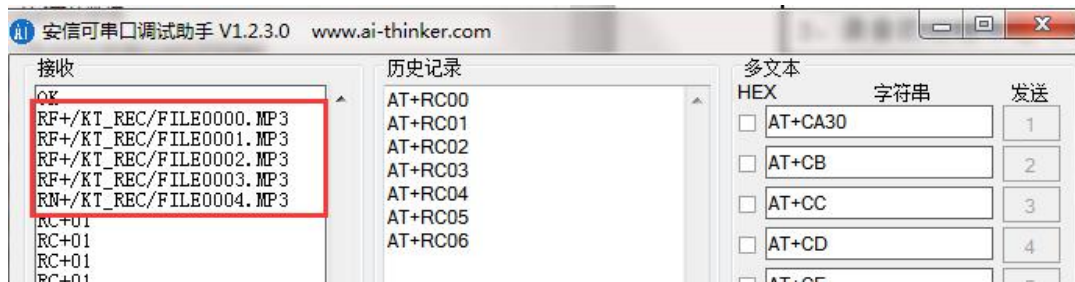 安信可串口调试助手 V1.2.3.0 www.ai-thinker.com
接收
OK
RF+/KT_REC/FILE0000.MP3
RF+/KT_REC/FILE0001.MP3
RF+/KT_REC/FILE0002.MP3
RF+/KT_REC/FILE0003.MP3
RN+/KT_REC/FILE0004.MP3
RC+01
RC+01
RC+01
RC+01
历史记录
AT+RC00
AT+RC01
AT+RC02
AT+RC03
AT+RC04
AT+RC05
AT+RC06
多文本
HEX 字符串 发送
AT+CA30 1
AT+CB 2
AT+CC 3
AT+CD 4
AT+CE